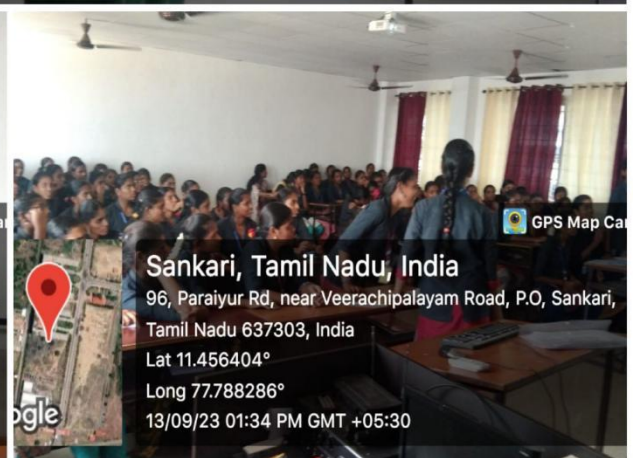 GPS Map Ca
Sankari, Tamil Nadu, India
96, Paraiyur Rd, near Veerachipalayam Road, P.O, Sankari,
Tamil Nadu 637303, India
Lat 11.456404°
Long 77.788286°
13/09/23 01:34 PM GMT +05:30
ogle